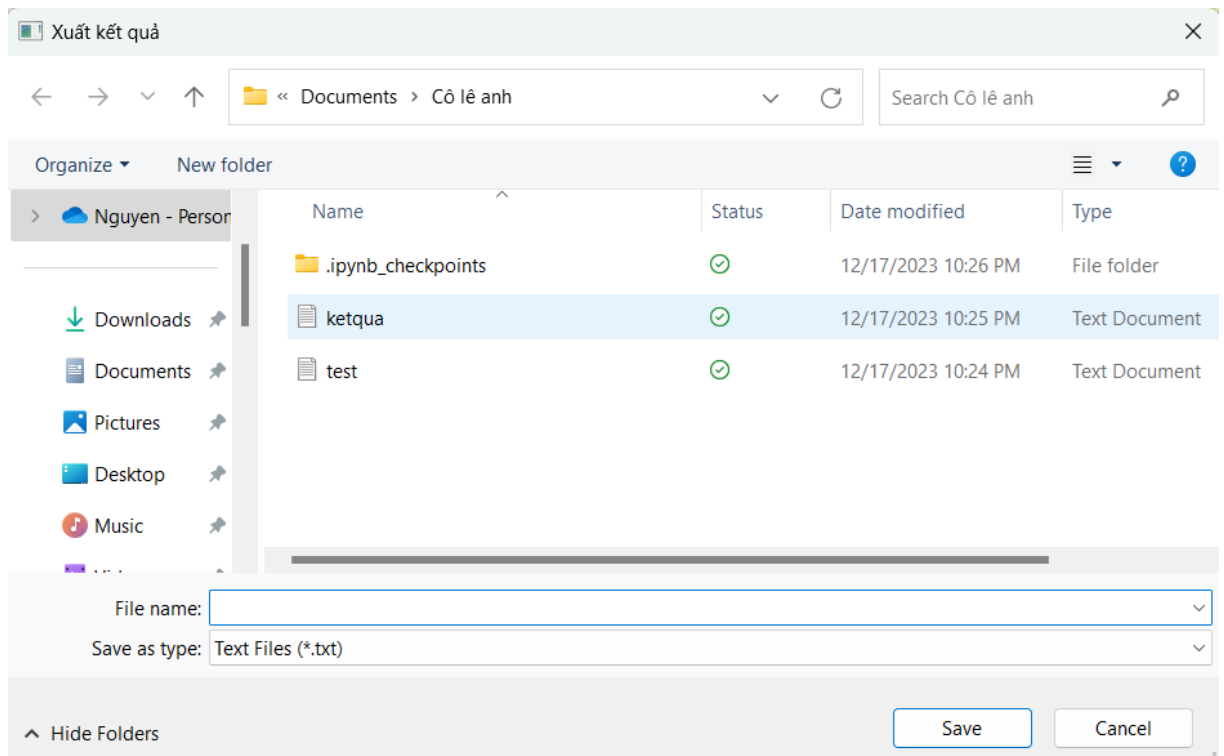 Xuất kết quả
« Documents > Cô lê anh
Search Cô lê anh
Organize New folder
Nguyen - Person
Name Status Date modified Type
.ipynb_checkpoints 12/17/2023 10:26 PM File folder
ketqua 12/17/2023 10:25 PM Text Document
test 12/17/2023 10:24 PM Text Document
Downloads
Documents
Pictures
Desktop
Music
File name:
Save as type: Text Files (*.txt)
Hide Folders Save Cancel